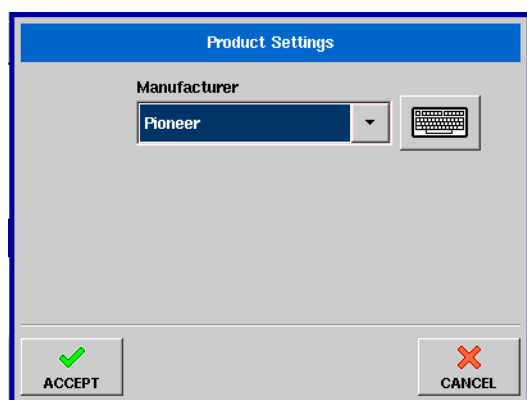 Product Settings
Manufacturer
Pioneer
ACCEPT
CANCEL